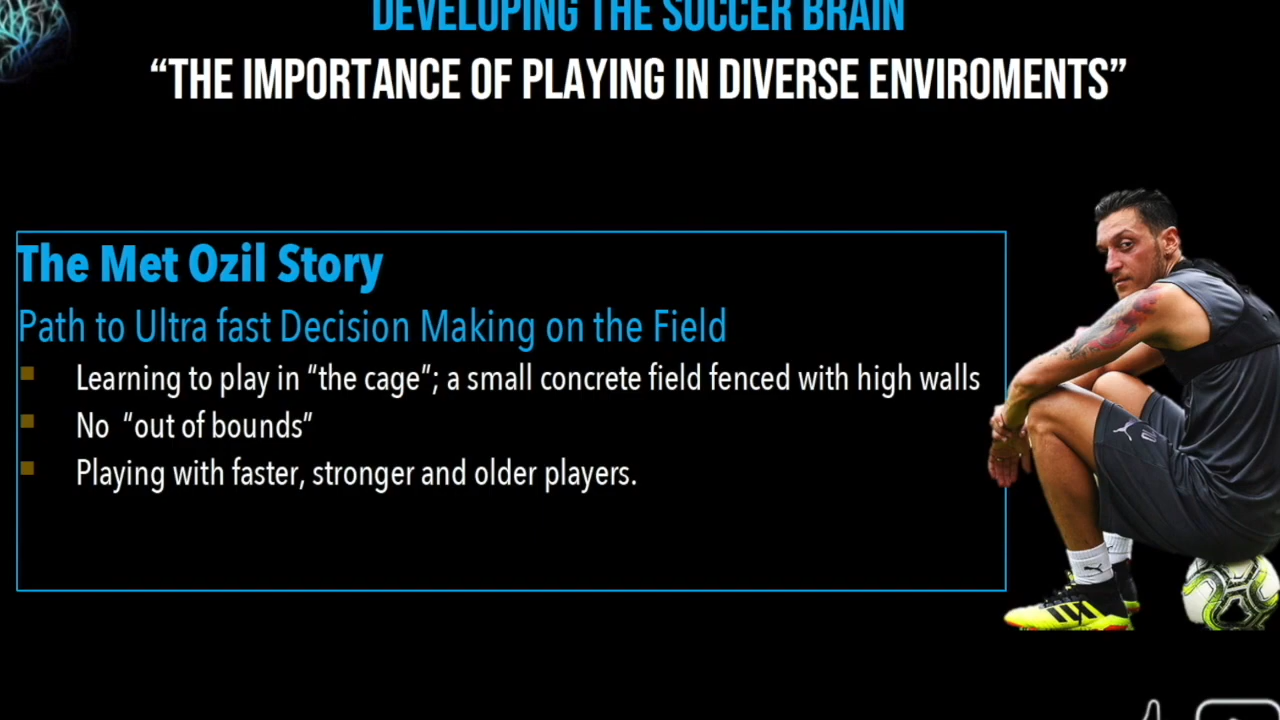 DEVELOPING THE SOCCER BRAIN
“THE IMPORTANCE OF PLAYING IN DIVERSE ENVIROMENTS”
The Met Ozil Story
Path to Ultra fast Decision Making on the Field
Learning to play in “the cage”; a small concrete field fenced with high walls
No “out of bounds”
Playing with faster, stronger and older players.